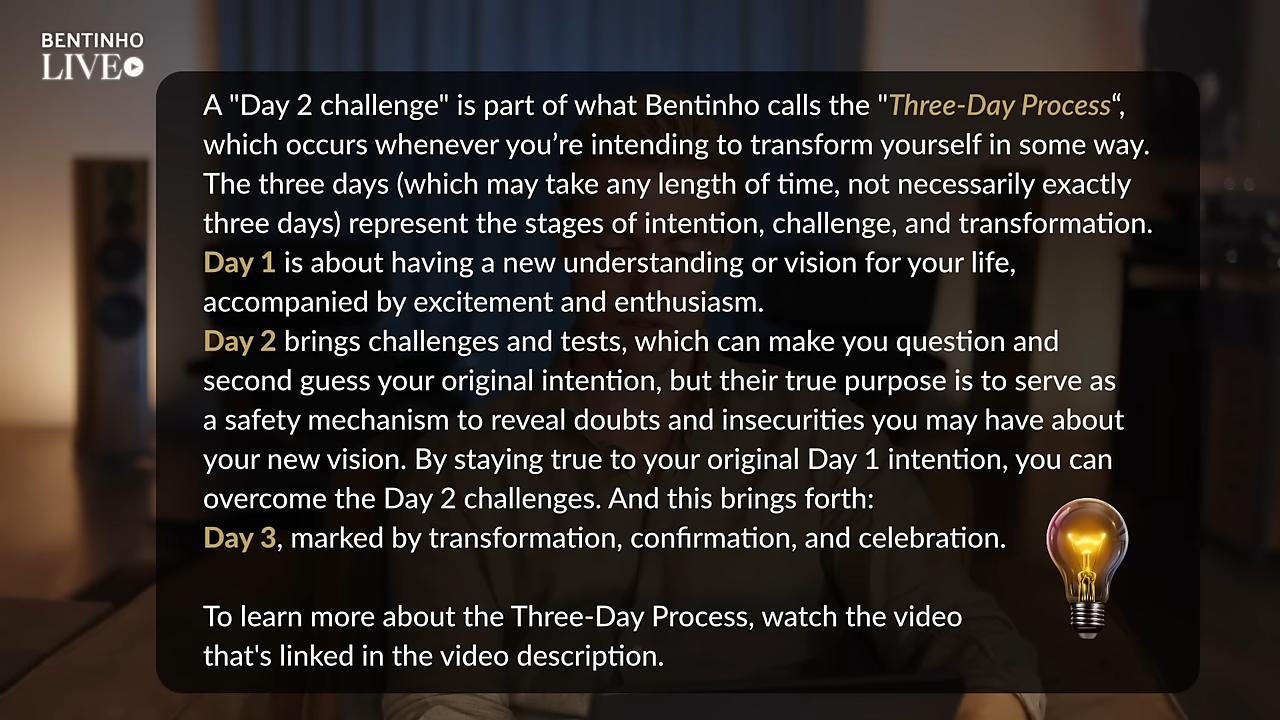 BENTINHO
LIVE
A "Day 2 challenge" is part of what Bentinho calls the "Three-Day Process“,
which occurs whenever you’re intending to transform yourself in some way.
The three days (which may take any length of time, not necessarily exactly
three days) represent the stages of intention, challenge, and transformation.
Day 1 is about having a new understanding or vision for your life,
accompanied by excitement and enthusiasm.
Day 2 brings challenges and tests, which can make you question and
second guess your original intention, but their true purpose is to serve as
a safety mechanism to reveal doubts and insecurities you may have about
your new vision. By staying true to your original Day 1 intention, you can
overcome the Day 2 challenges. And this brings forth:
Day 3, marked by transformation, confirmation, and celebration.
To learn more about the Three-Day Process, watch the video
that's linked in the video description.